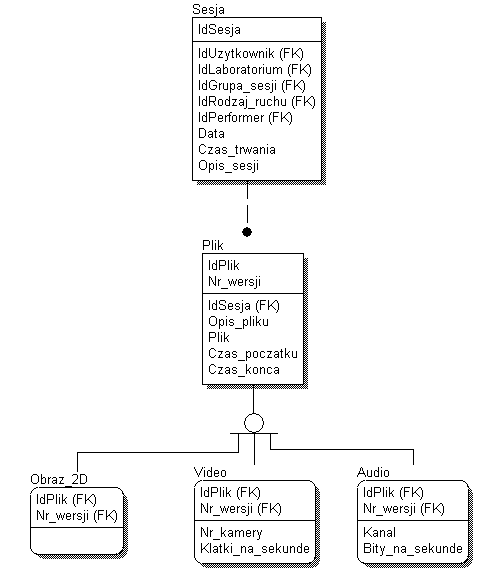 Sesja
IdSesja
IdUzytkownik (FK)
IdLaboratorium (FK)
IdGrupa_sesji (FK)
IdRodzaj_ruchu (FK)
IdPerformer (FK)
Data
Czas_trwania
Opis_sesji
Plik
IdPlik
Nr_wersji
IdSesja (FK)
Opis_pliku
Plik
Czas_poczatku
Czas_konca
Obraz_2D
IdPlik (FK)
Nr_wersji (FK)
Video
IdPlik (FK)
Nr_wersji (FK)
Nr_kamery
Klatki_na_sekunde
Audio
IdPlik (FK)
Nr_wersji (FK)
Kanal
Bity_na_sekunde